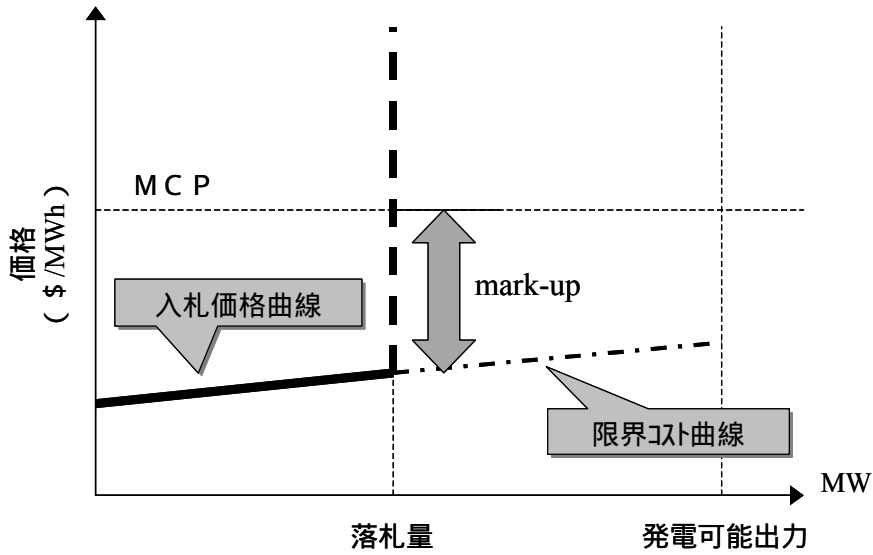 MCP
価格
($/MWh)
mark-up
入札価格曲線
限界コスト曲線
MW
落札量
発電可能出力